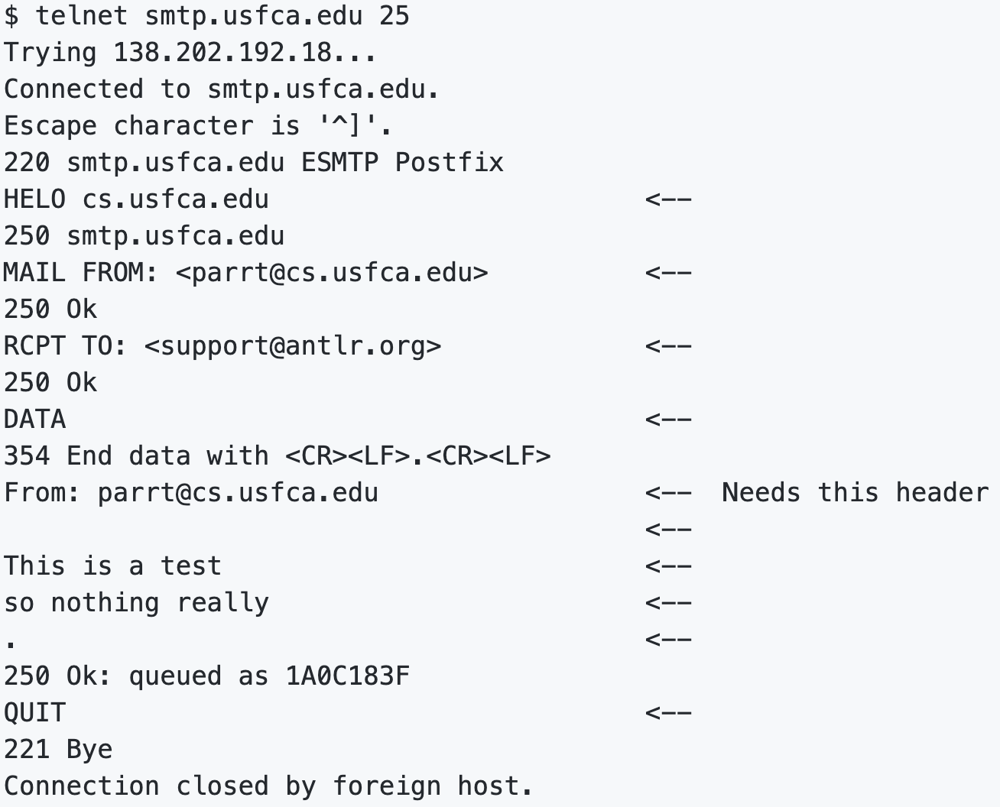 $ telnet smtp.usfca.edu 25
Trying 138.202.192.18...
Connected to smtp.usfca.edu.
Escape character is '^]'.
220 smtp.usfca.edu ESMTP Postfix
HELO cs.usfca.edu                         <--
250 smtp.usfca.edu
MAIL FROM: <parrt@cs.usfca.edu>          <--
250 Ok
RCPT TO: <support@antlr.org>             <--
250 Ok
DATA                                     <--
354 End data with <CR><LF>.<CR><LF>
From: parrt@cs.usfca.edu                 <--  Needs this header
                                         <--
This is a test                           <--
so nothing really                        <--
.                                        <--
250 Ok: queued as 1A0C183F
QUIT                                     <--
221 Bye
Connection closed by foreign host.